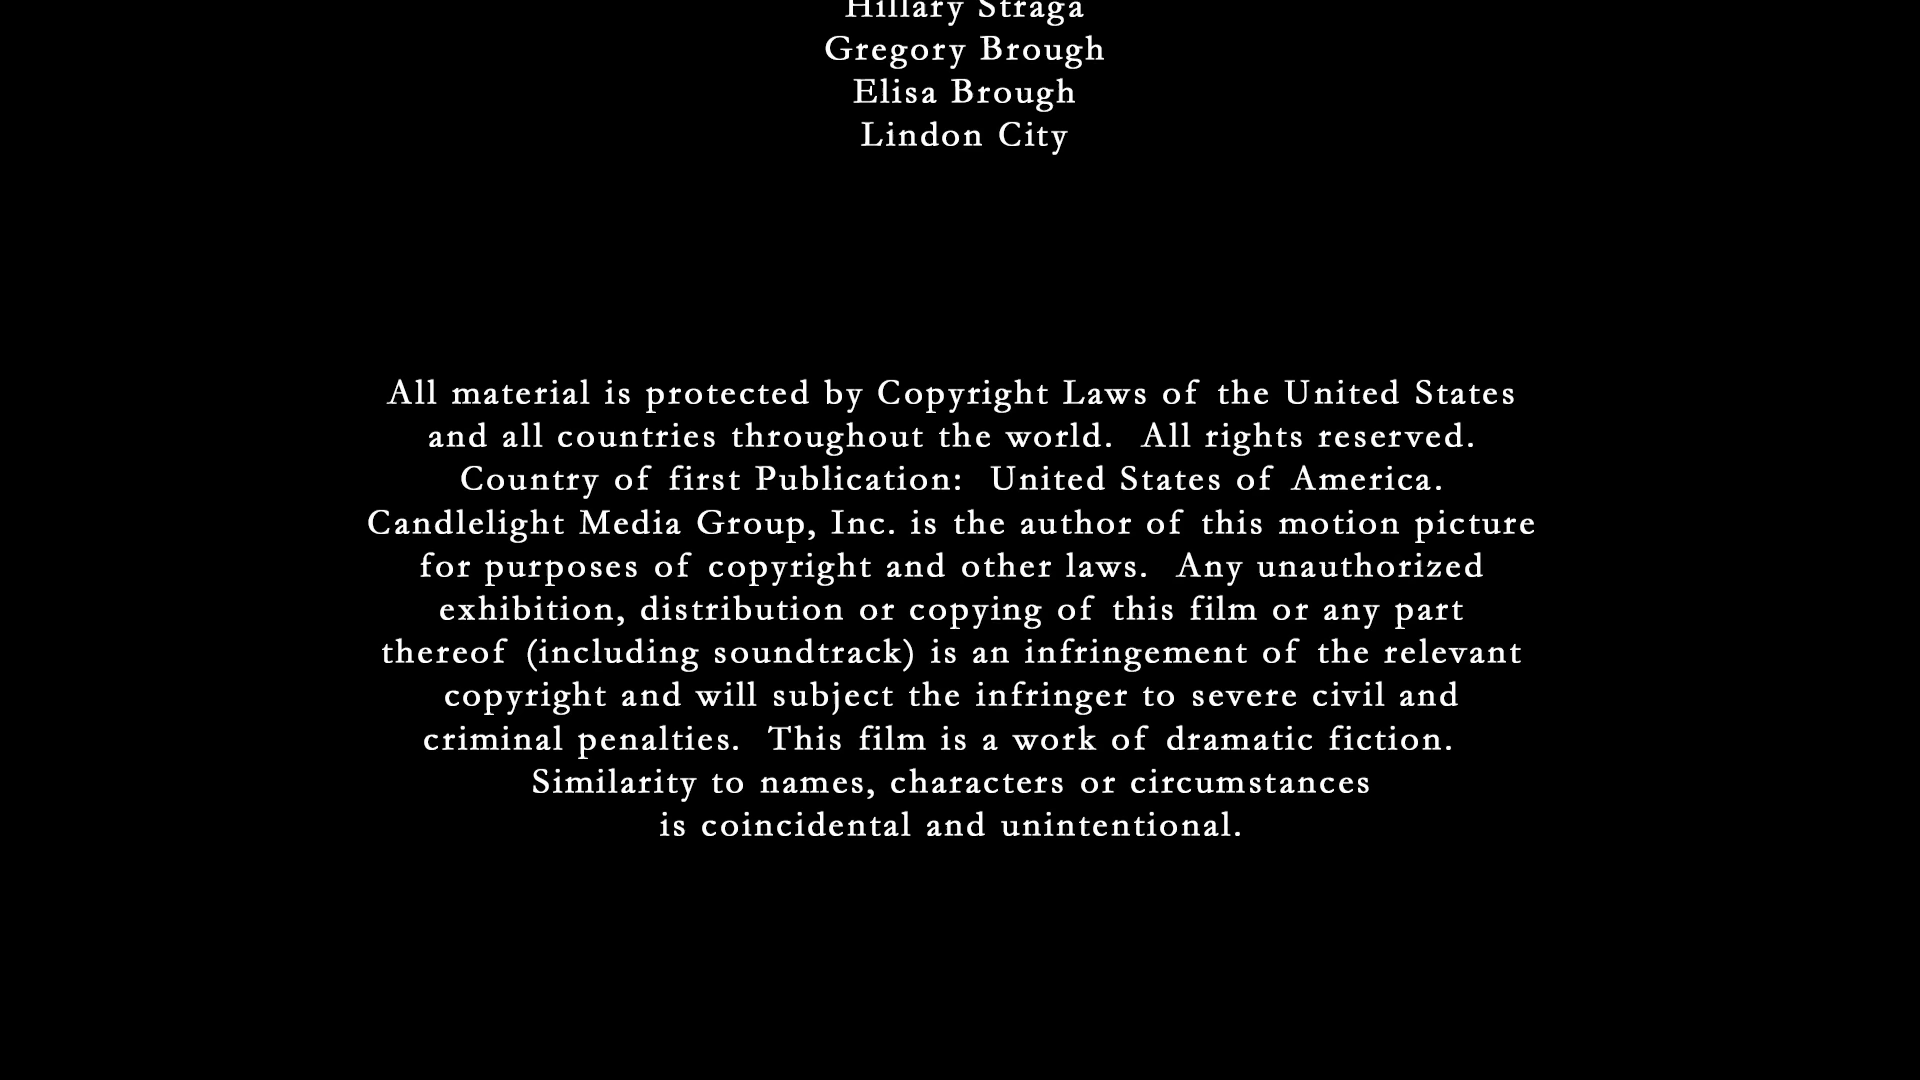 Hillary Straga
Gregory Brough
Elisa Brough
Lindon City
All material is protected by Copyright Laws of the United States
and all countries throughout the world.  All rights reserved.
Country of first Publication:  United States of America.
Candlelight Media Group, Inc. is the author of this motion picture
for purposes of copyright and other laws.  Any unauthorized
exhibition, distribution or copying of this film or any part
thereof (including soundtrack) is an infringement of the relevant
copyright and will subject the infringer to severe civil and
criminal penalties.  This film is a work of dramatic fiction.
Similarity to names, characters or circumstances
is coincidental and unintentional.